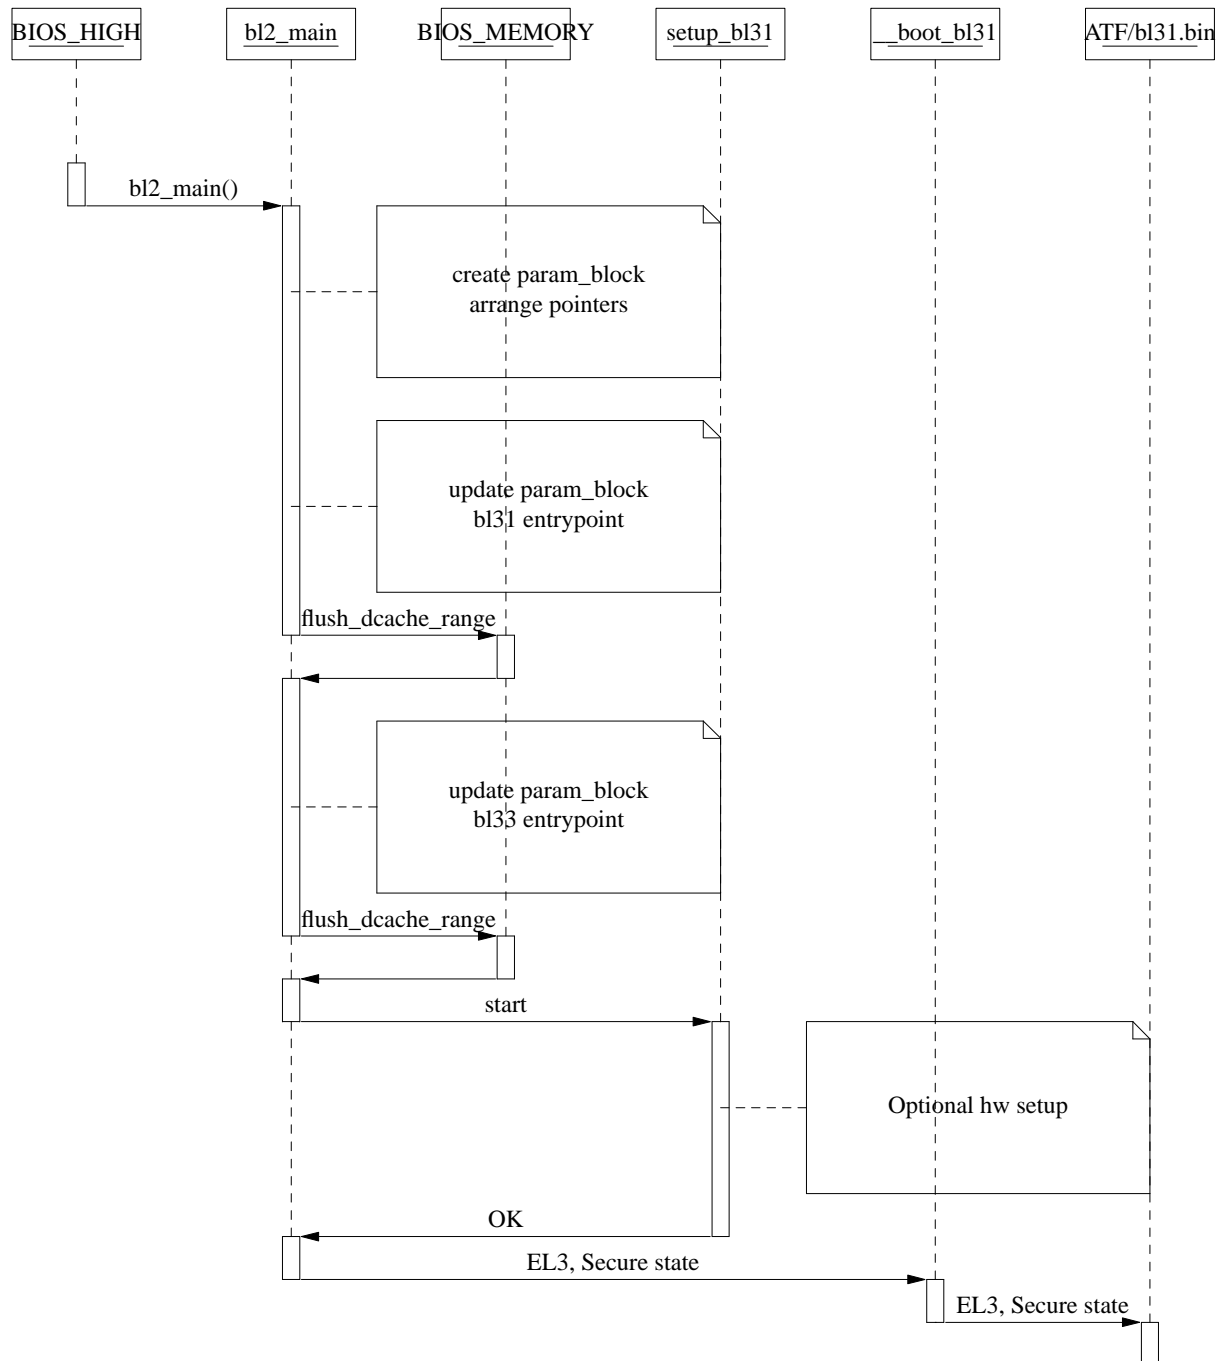 BIOS_HIGH
bl2_main
BIOS_MEMORY
setup_bl31
__boot_bl31
ATF/bl31.bin
bl2_main()
create param_block
arrange pointers
update param_block
bl31 entrypoint
flush_dcache_range
update param_block
bl33 entrypoint
flush_dcache_range
start
Optional hw setup
OK
EL3, Secure state
EL3, Secure state